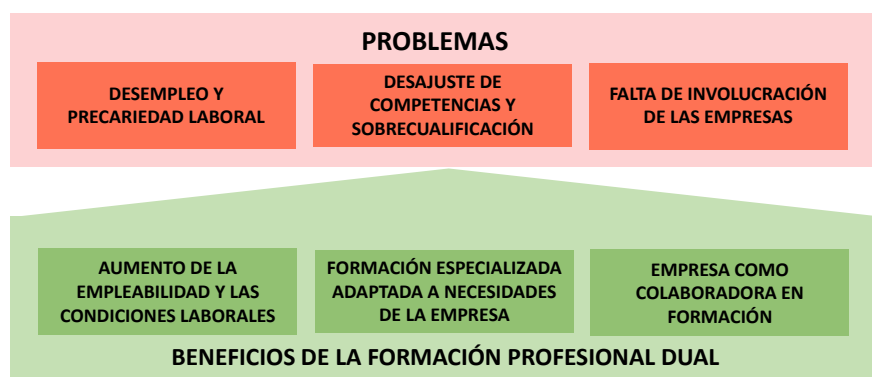 PROBLEMAS
DESEMPLEO Y
PRECARIEDAD LABORAL
DESAJUSTE DE
COMPETENCIAS Y
SOBRECUALIFICACIÓN
FALTA DE INVOLUCRACIÓN
DE LAS EMPRESAS
AUMENTO DE LA
EMPLEABILIDAD Y LAS
CONDICIONES LABORALES
FORMACIÓN ESPECIALIZADA
ADAPTADA A NECESIDADES
DE LA EMPRESA
EMPRESA COMO
COLABORADORA EN
FORMACIÓN
BENEFICIOS DE LA FORMACIÓN PROFESIONAL DUAL